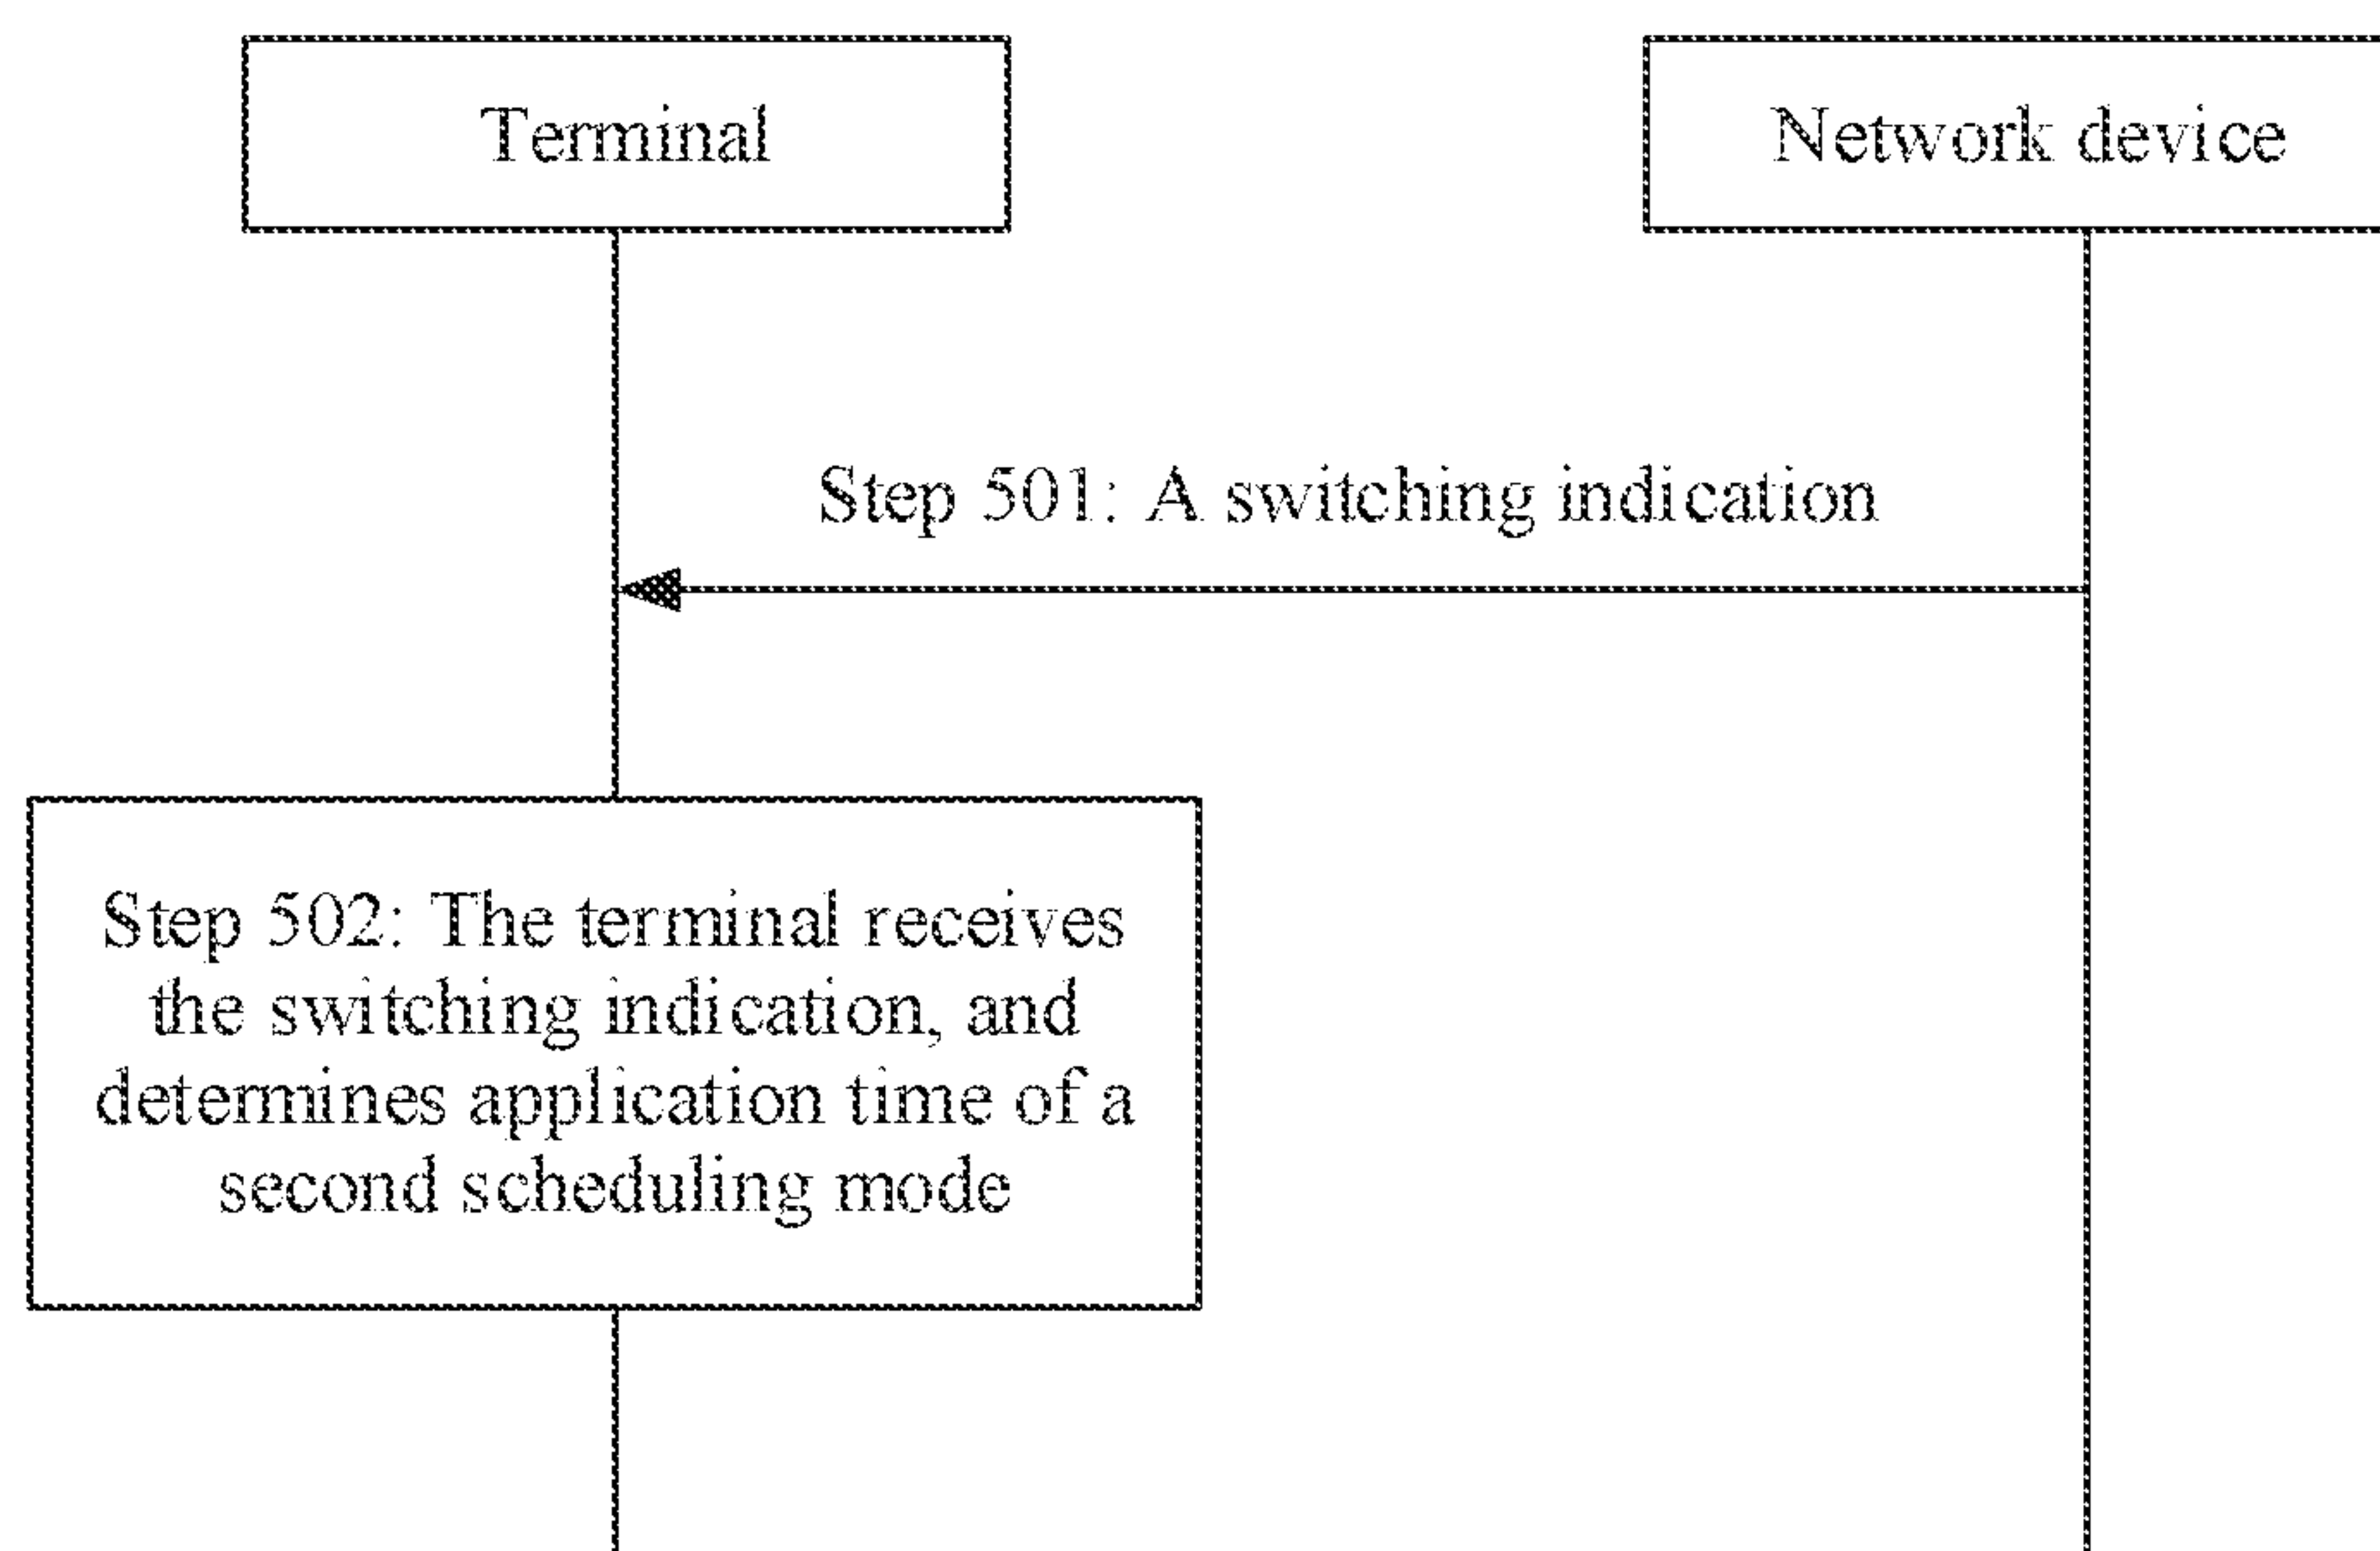 Terminal
Network device
Step 501: A switching indication
Step 502: The terminal receives
the switching indication, and
determines application time of a
second scheduling mode